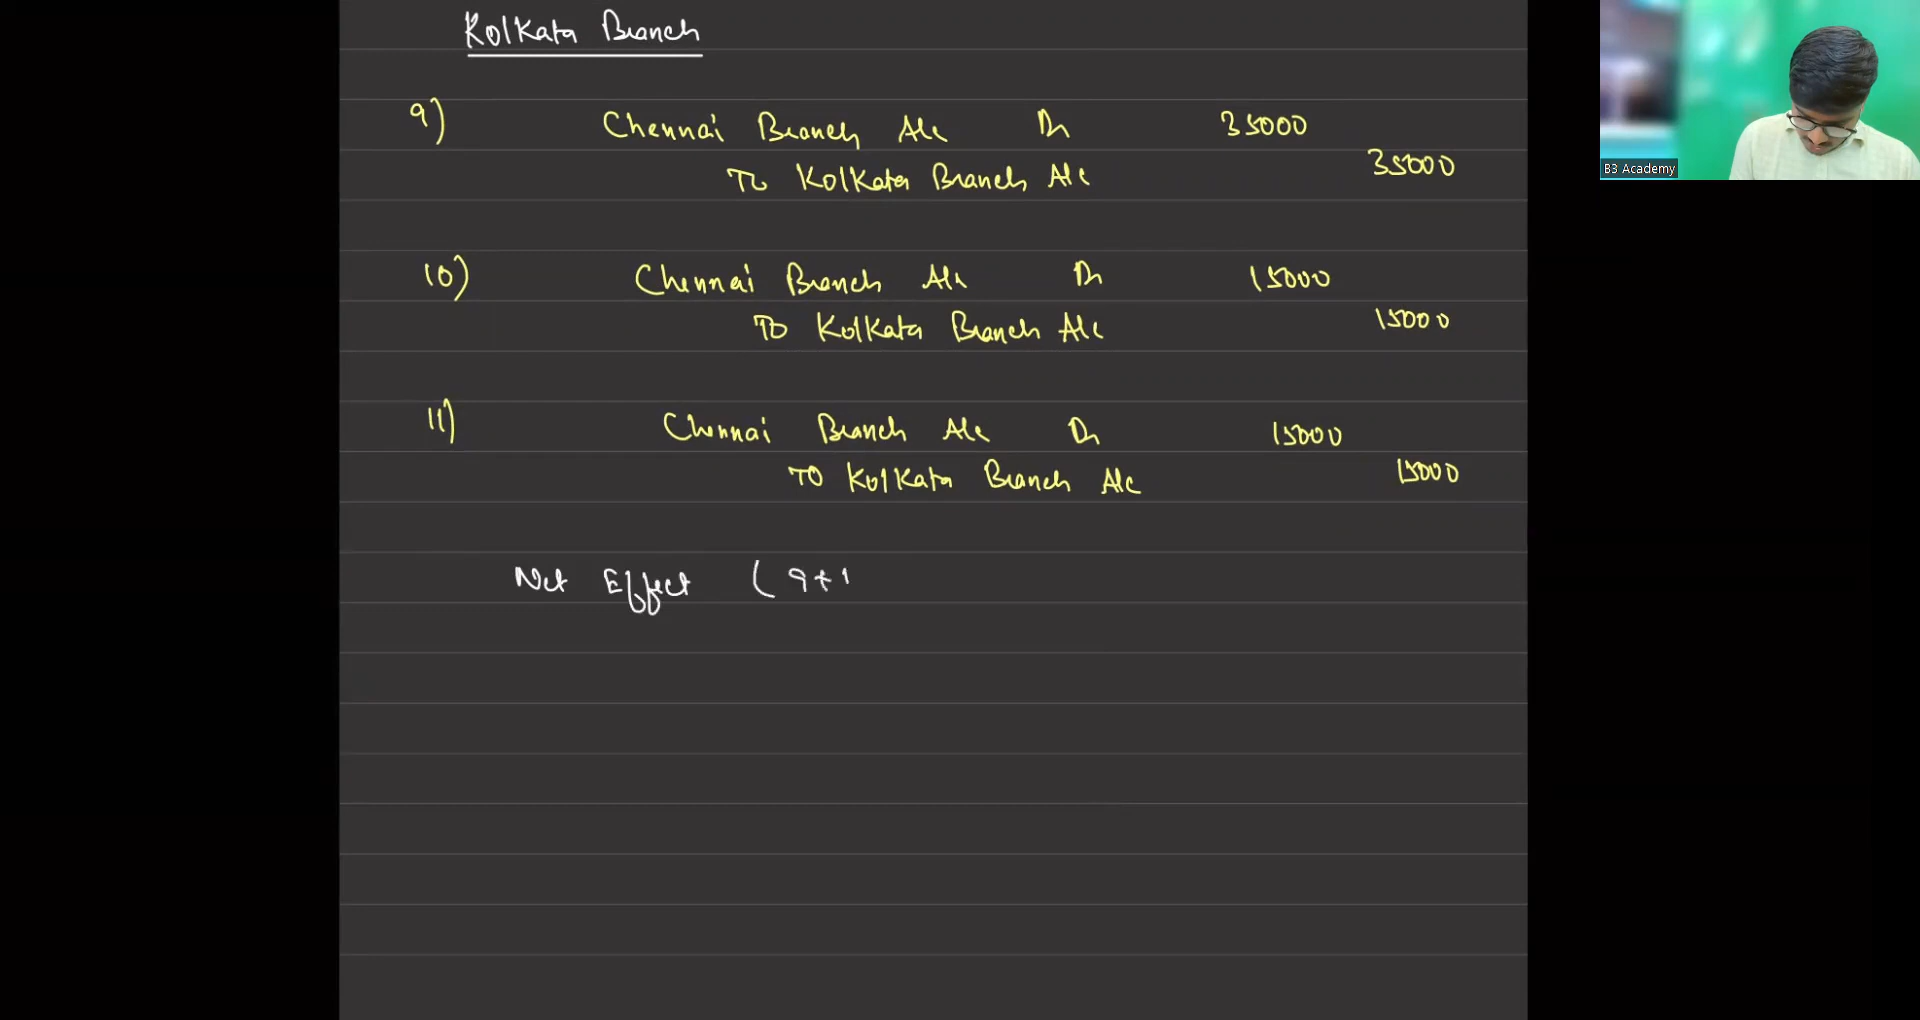 Kolkata Branch
9) Chennai Branch A/c Dr 35000
To Kolkata Branch A/c 35000
10) Chennai Branch A/c Dr 15000
To Kolkata Branch A/c 15000
11) Chennai Branch A/c Dr 15000
To Kolkata Branch A/c 15000
Net Effect ( 9+1
B3 Academy